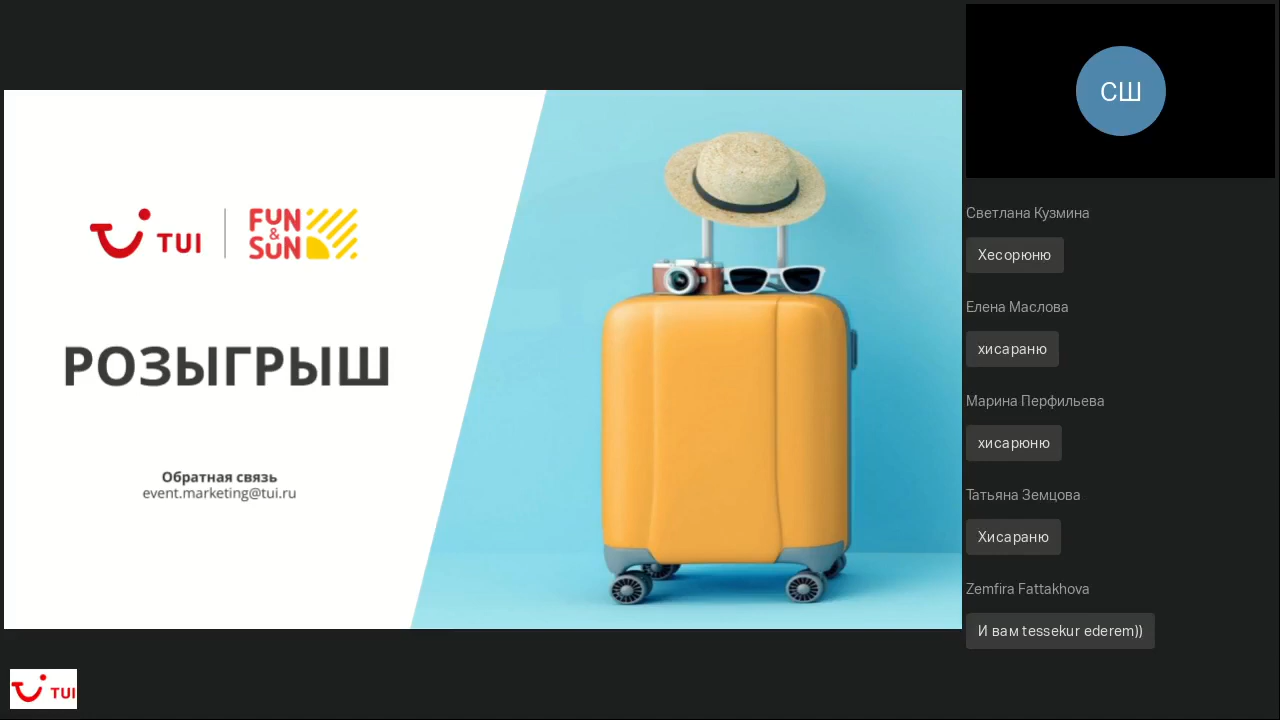 TUI
FUN
&
SUN
РОЗЫГРЫШ
Обратная связь
event.marketing@tui.ru
СШ
Светлана Кузмина
Хесорюню
Елена Маслова
хисараню
Марина Перфильева
хисарюню
Татьяна Земцова
Хисараню
Zemfira Fattakhova
И вам tessekur ederem))
TUI